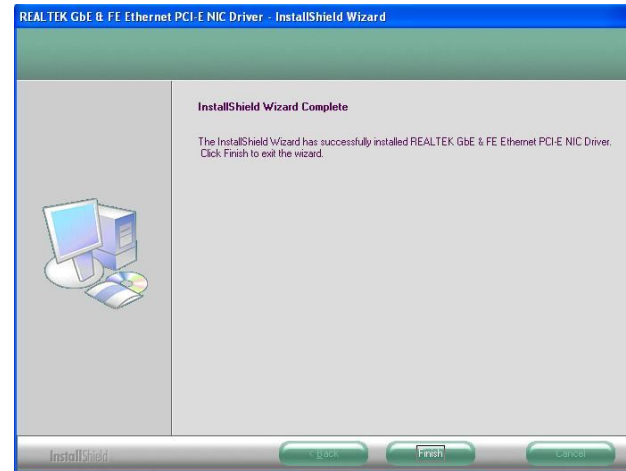 REALTEK GbE & FE Ethernet PCI-E NIC Driver - InstallShield Wizard
InstallShield Wizard Complete
The InstallShield Wizard has successfully installed REALTEK GbE & FE Ethernet PCI-E NIC Driver.
Click Finish to exit the wizard.
InstallShield
< Back
Finish
Cancel